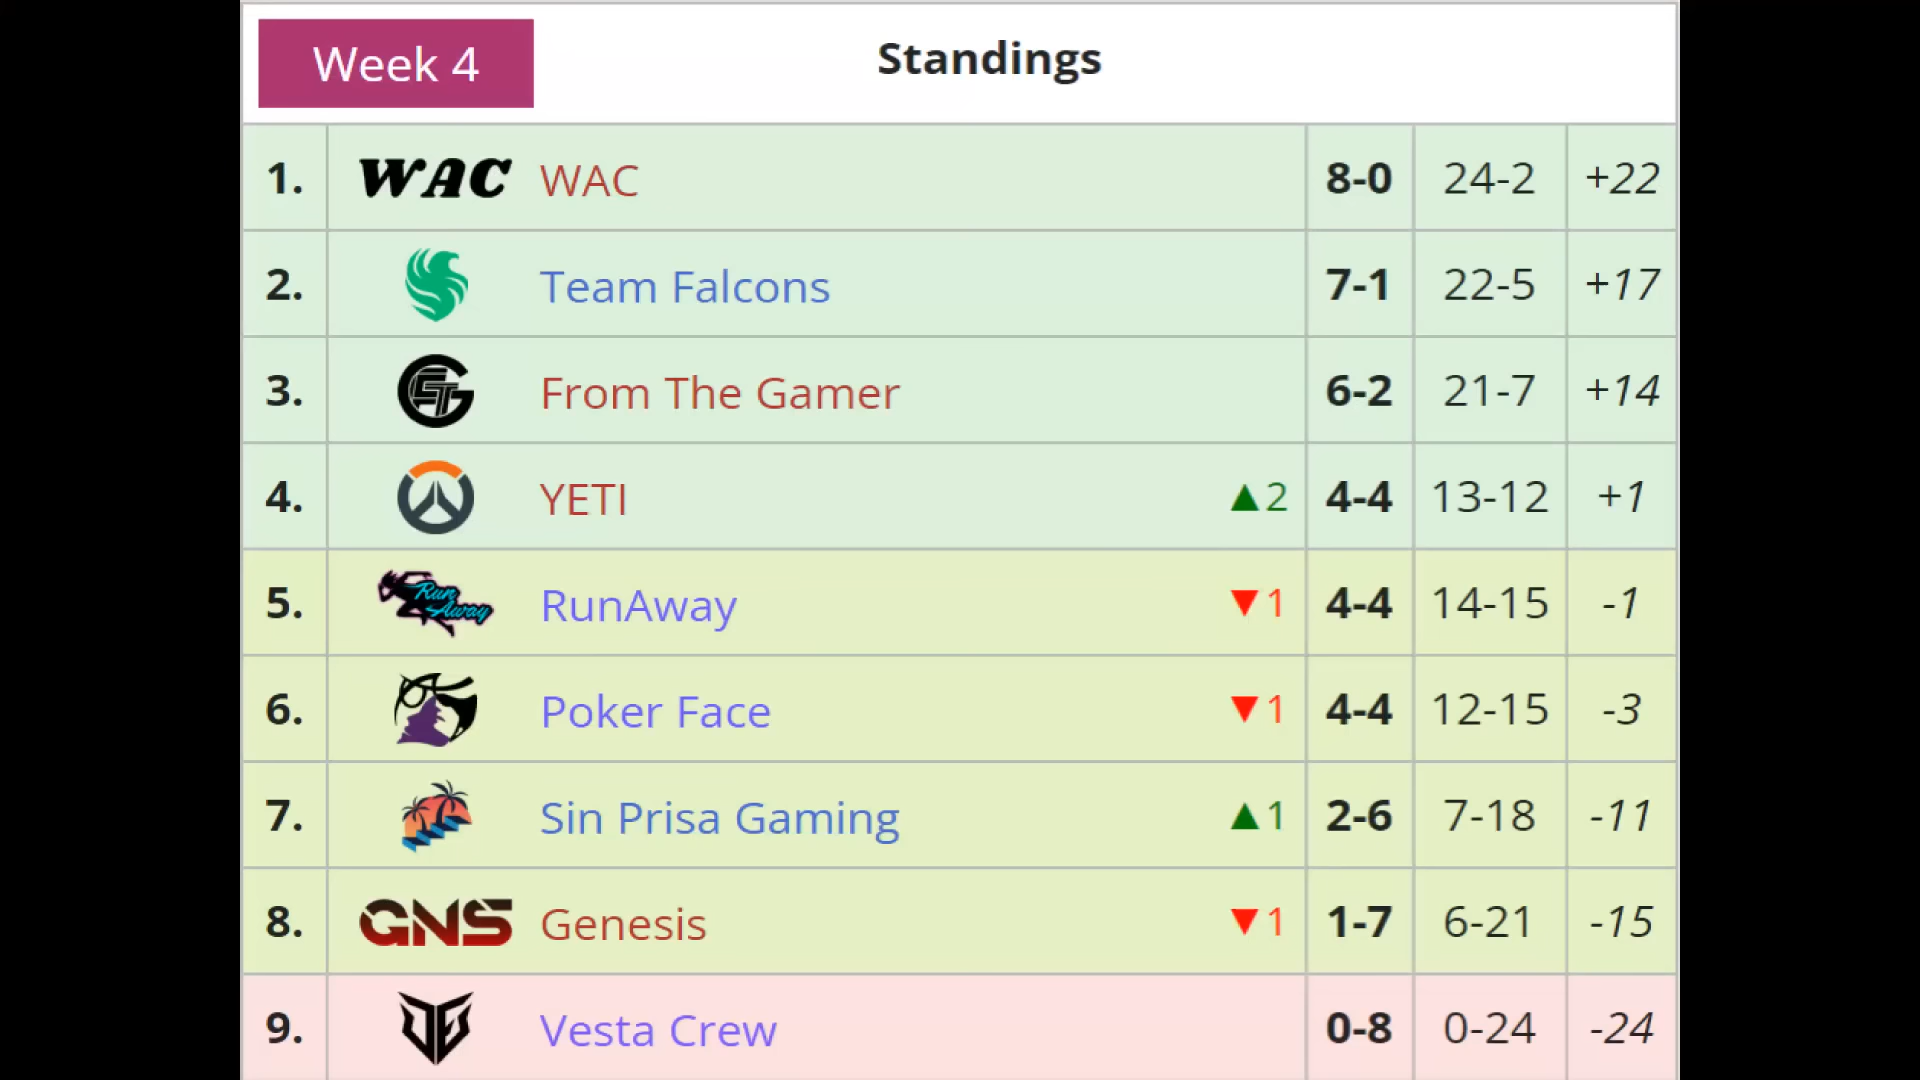 Week 4
Standings
1. WAC WAC 8-0 24-2 +22
2. Team Falcons 7-1 22-5 +17
3. From The Gamer 6-2 21-7 +14
4. YETI ▲2 4-4 13-12 +1
5. Run Away RunAway ▼1 4-4 14-15 -1
6. Poker Face ▼1 4-4 12-15 -3
7. Sin Prisa Gaming ▲1 2-6 7-18 -11
8. GNS Genesis ▼1 1-7 6-21 -15
9. Vesta Crew 0-8 0-24 -24